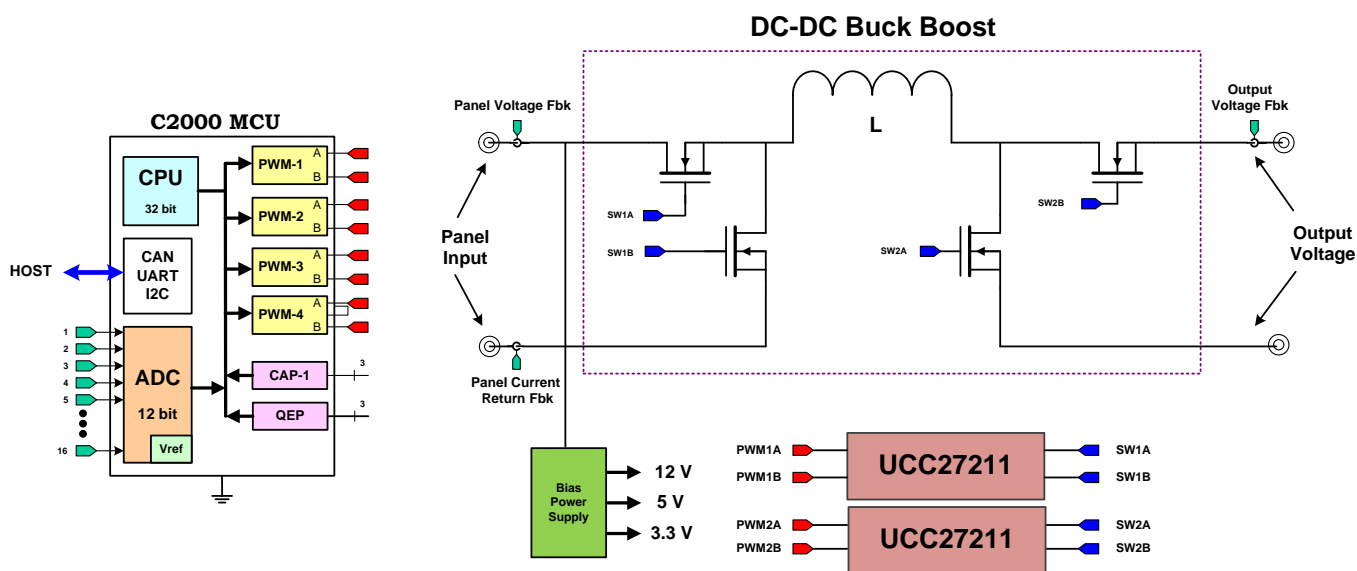 DC-DC Buck Boost
C2000 MCU
CPU
32 bit
CAN
UART
I2C
HOST
ADC
12 bit
Vref
1
2
3
4
5
16
PWM-1
A
B
PWM-2
A
B
PWM-3
A
B
PWM-4
A
B
CAP-1
3
QEP
3
Panel Voltage Fbk
Panel
Input
Panel Current
Return Fbk
SW1A
SW1B
L
SW2A
SW2B
Output
Voltage Fbk
Output
Voltage
Bias
Power
Supply
12 V
5 V
3.3 V
PWM1A
PWM1B
UCC27211
SW1A
SW1B
PWM2A
PWM2B
UCC27211
SW2A
SW2B